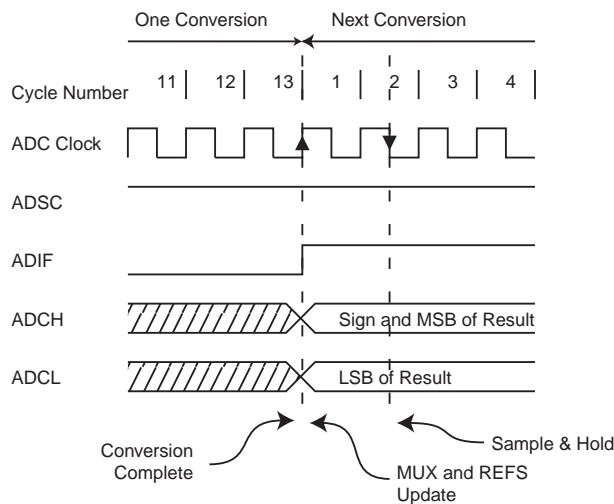 One Conversion Next Conversion
Cycle Number 11 12 13 1 2 3 4
ADC Clock
ADSC
ADIF
ADCH Sign and MSB of Result
ADCL LSB of Result
Conversion
Complete
MUX and REFS
Update
Sample & Hold